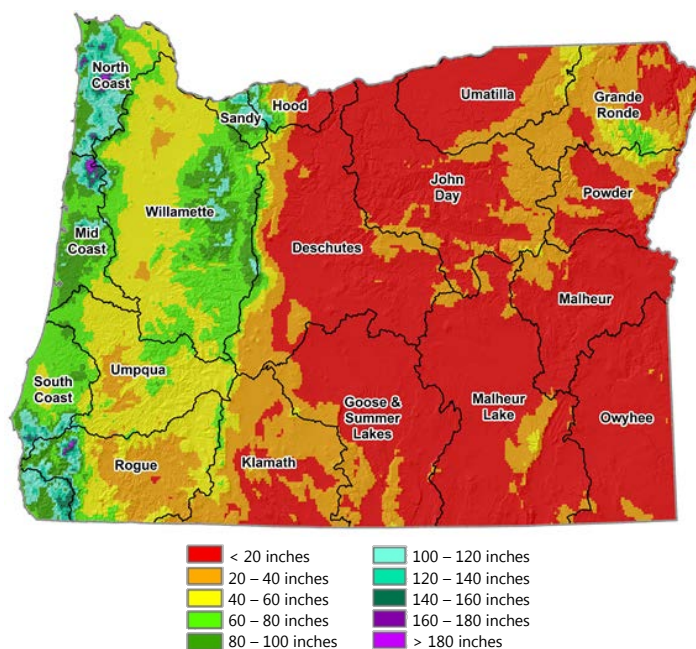 North
Coast
Sandy
Hood
Umatilla
Grande
Ronde
John
Day
Powder
Willamette
Mid
Coast
Deschutes
Malheur
South
Coast
Umpqua
Goose &
Summer
Lakes
Malheur
Lake
Owyhee
Rogue
Klamath
< 20 inches
20 – 40 inches
40 – 60 inches
60 – 80 inches
80 – 100 inches
100 – 120 inches
120 – 140 inches
140 – 160 inches
160 – 180 inches
> 180 inches